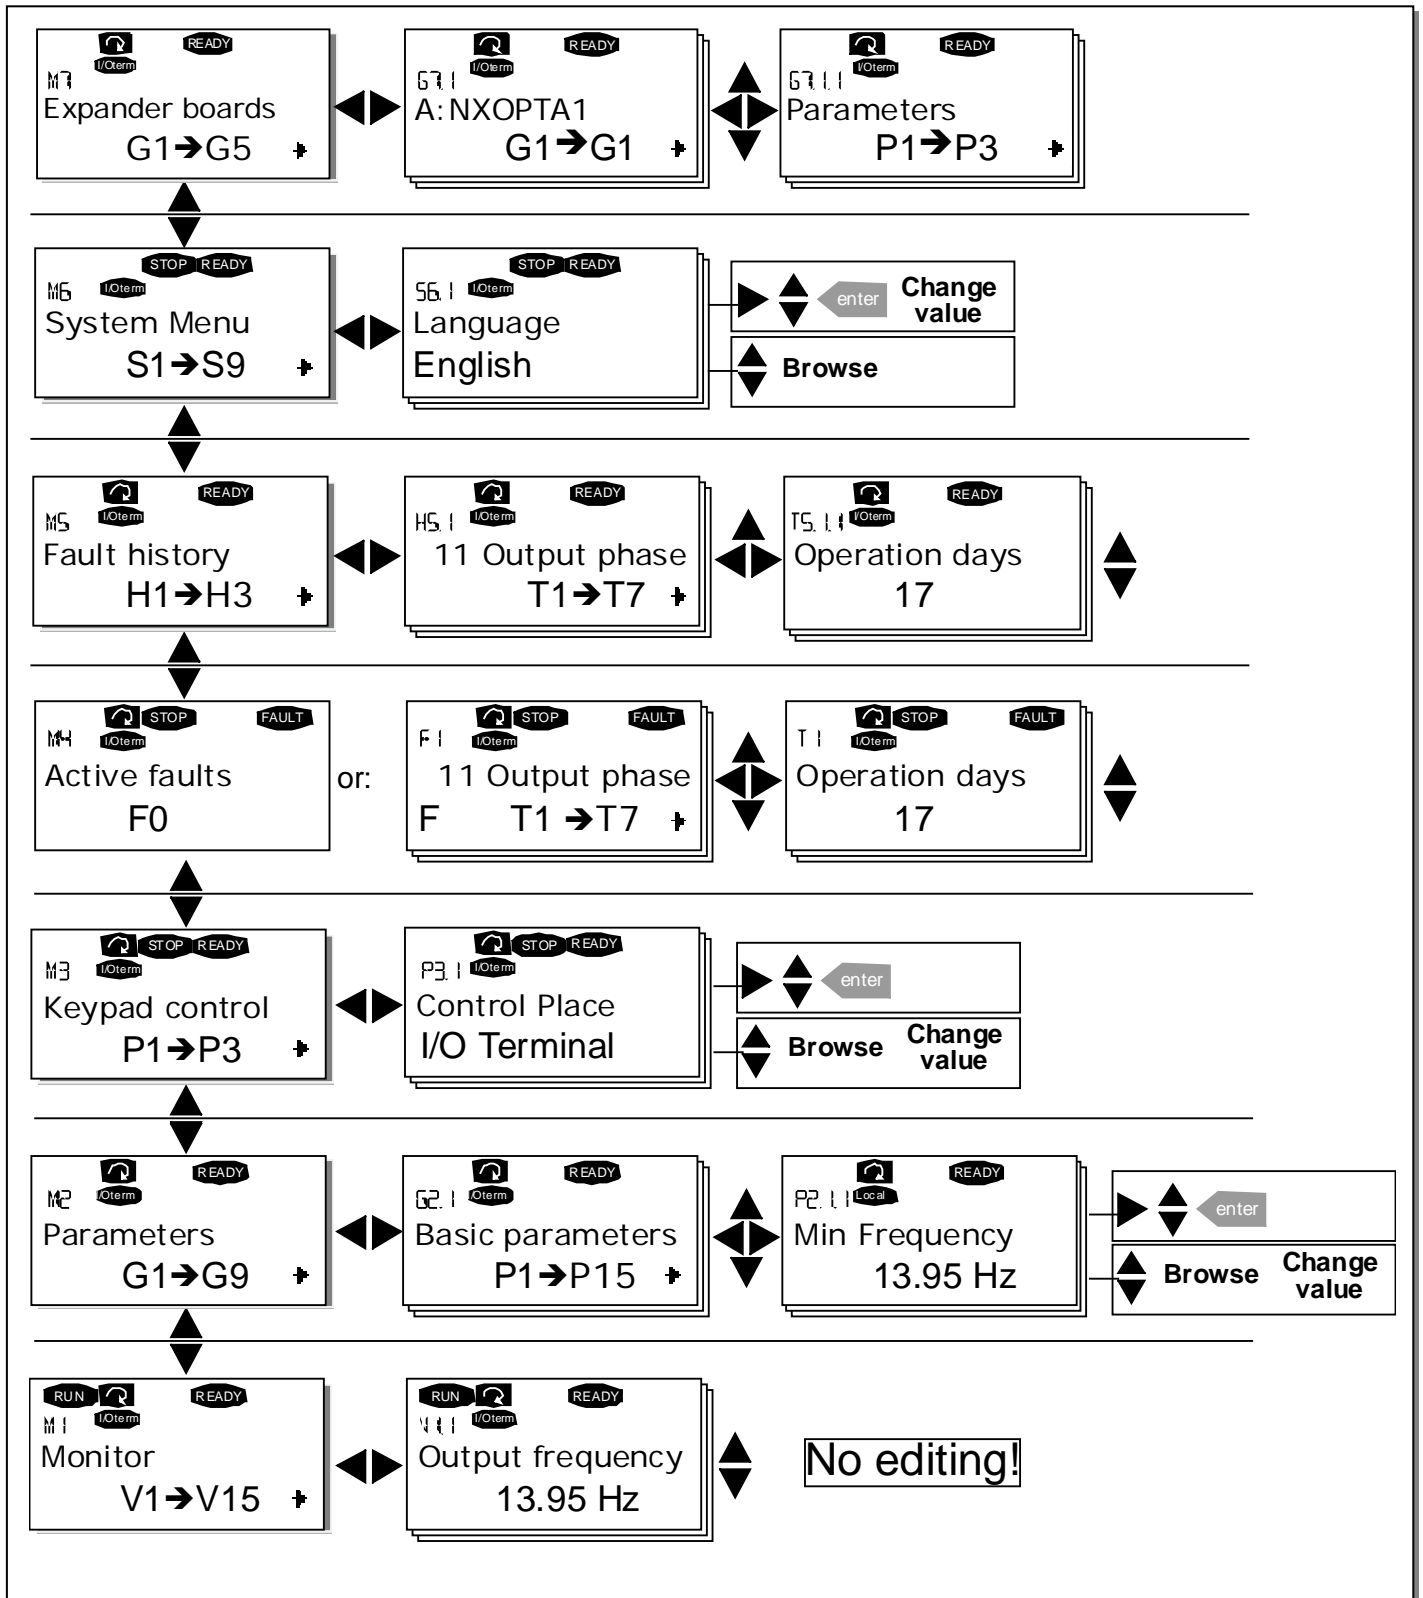 READY
I/Oterm
M7
Expander boards
G1➔G5
READY
I/Oterm
G7.1
A:NXOPTA1
G1➔G1
READY
I/Oterm
G7.1.1
Parameters
P1➔P3
STOP READY
M6 I/Oterm
System Menu
S1➔S9
STOP READY
S6.1 I/Oterm
Language
English
enter Change value
Browse
READY
M5 I/Oterm
Fault history
H1➔H3
READY
H5.1 I/Oterm
11 Output phase
T1➔T7
READY
T5.1.1 I/Oterm
Operation days
17
STOP FAULT
M4 I/Oterm
Active faults
F0
or:
STOP FAULT
F1 I/Oterm
11 Output phase
F T1➔T7
STOP FAULT
T1 I/Oterm
Operation days
17
STOP READY
M3 I/Oterm
Keypad control
P1➔P3
STOP READY
P3.1 I/Oterm
Control Place
I/O Terminal
enter
Browse Change value
READY
M2 /Oterm
Parameters
G1➔G9
READY
G2.1 /Oterm
Basic parameters
P1➔P15
READY
P2.1.1 Local
Min Frequency
13.95 Hz
enter
Browse Change value
RUN READY
M1 I/Oterm
Monitor
V1➔V15
RUN READY
V1.1 I/Oterm
Output frequency
13.95 Hz
No editing!